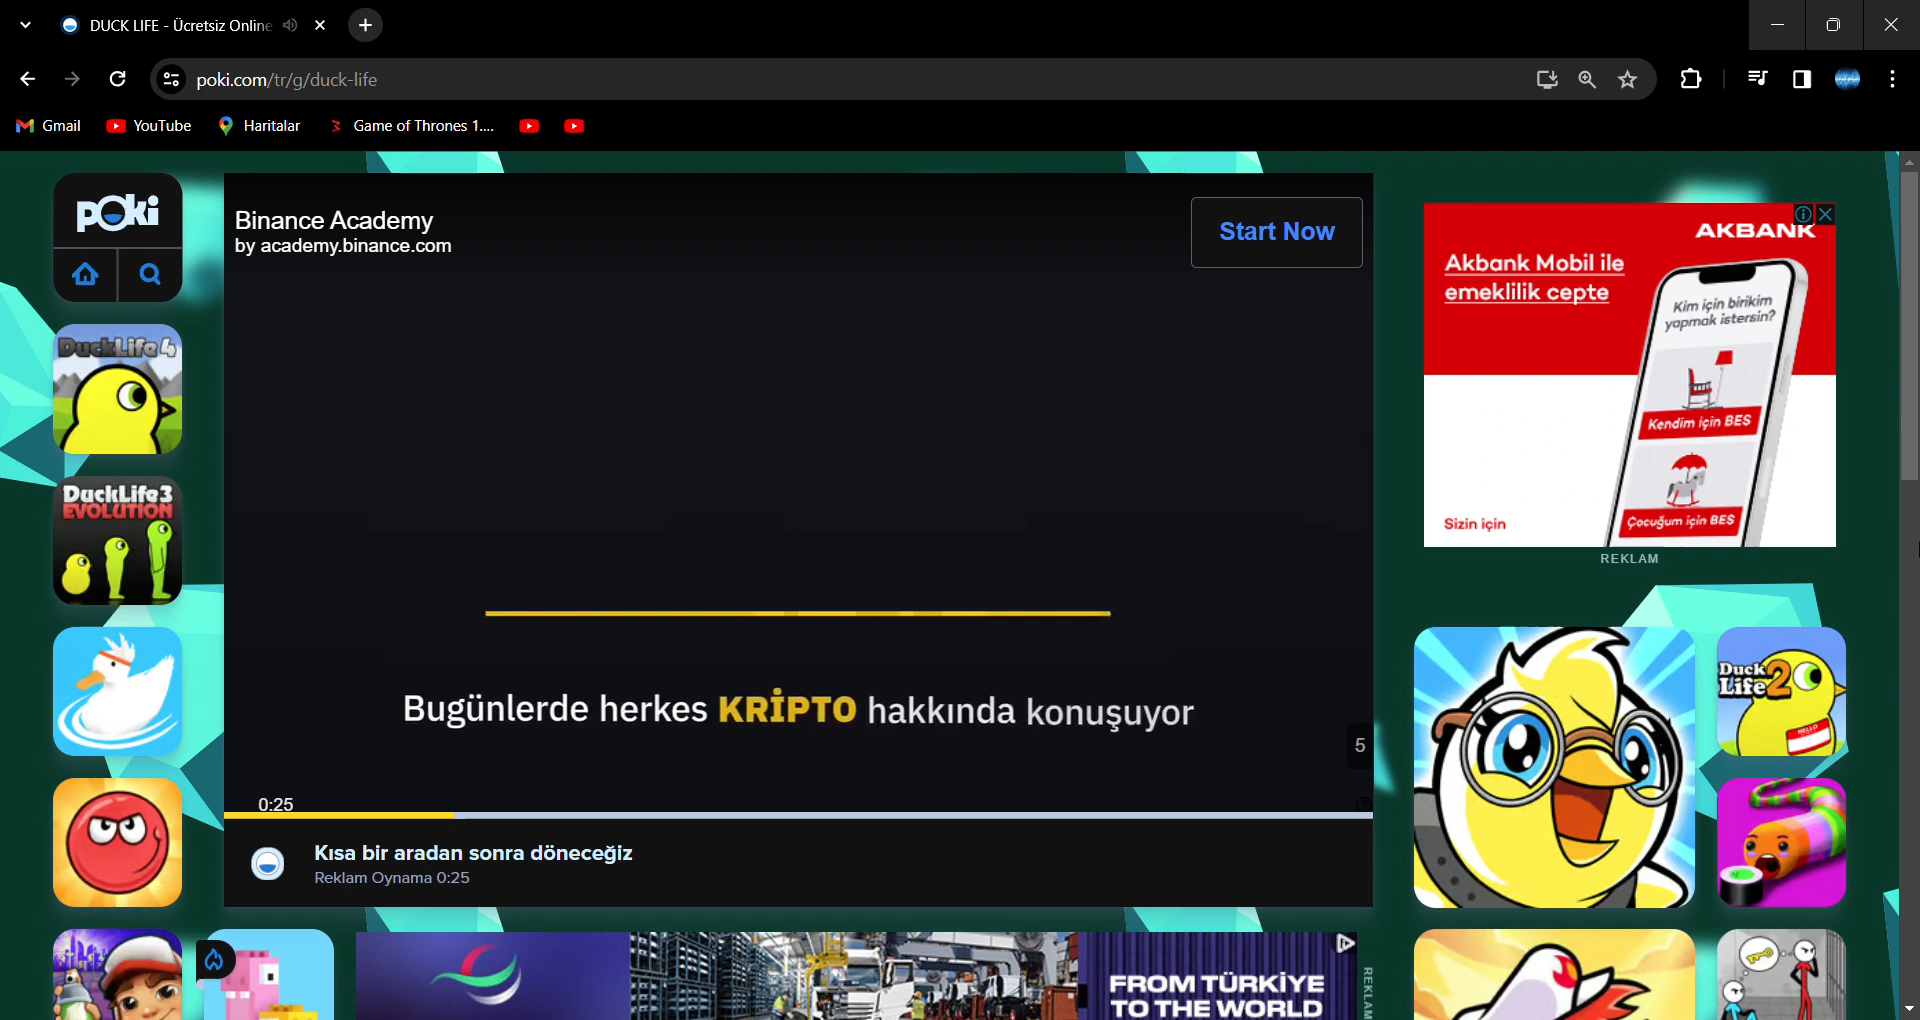 DUCK LIFE - Ücretsiz Online
poki.com/tr/g/duck-life
Gmail
YouTube
Haritalar
Game of Thrones 1....
poki
Binance Academy
by academy.binance.com
Start Now
AKBANK
Akbank Mobil ile
emeklilik cepte
Kim için birikim
yapmak istersin?
Kendim için BES
Çocuğum için BES
Sizin için
REKLAM
DuckLife4
DuckLife3
EVOLUTION
Duck
Life 2
HELLO
Bugünlerde herkes KRİPTO hakkında konuşuyor
5
0:25
Kısa bir aradan sonra döneceğiz
Reklam Oynama 0:25
FROM TÜRKİYE
TO THE WORLD
REKLAM